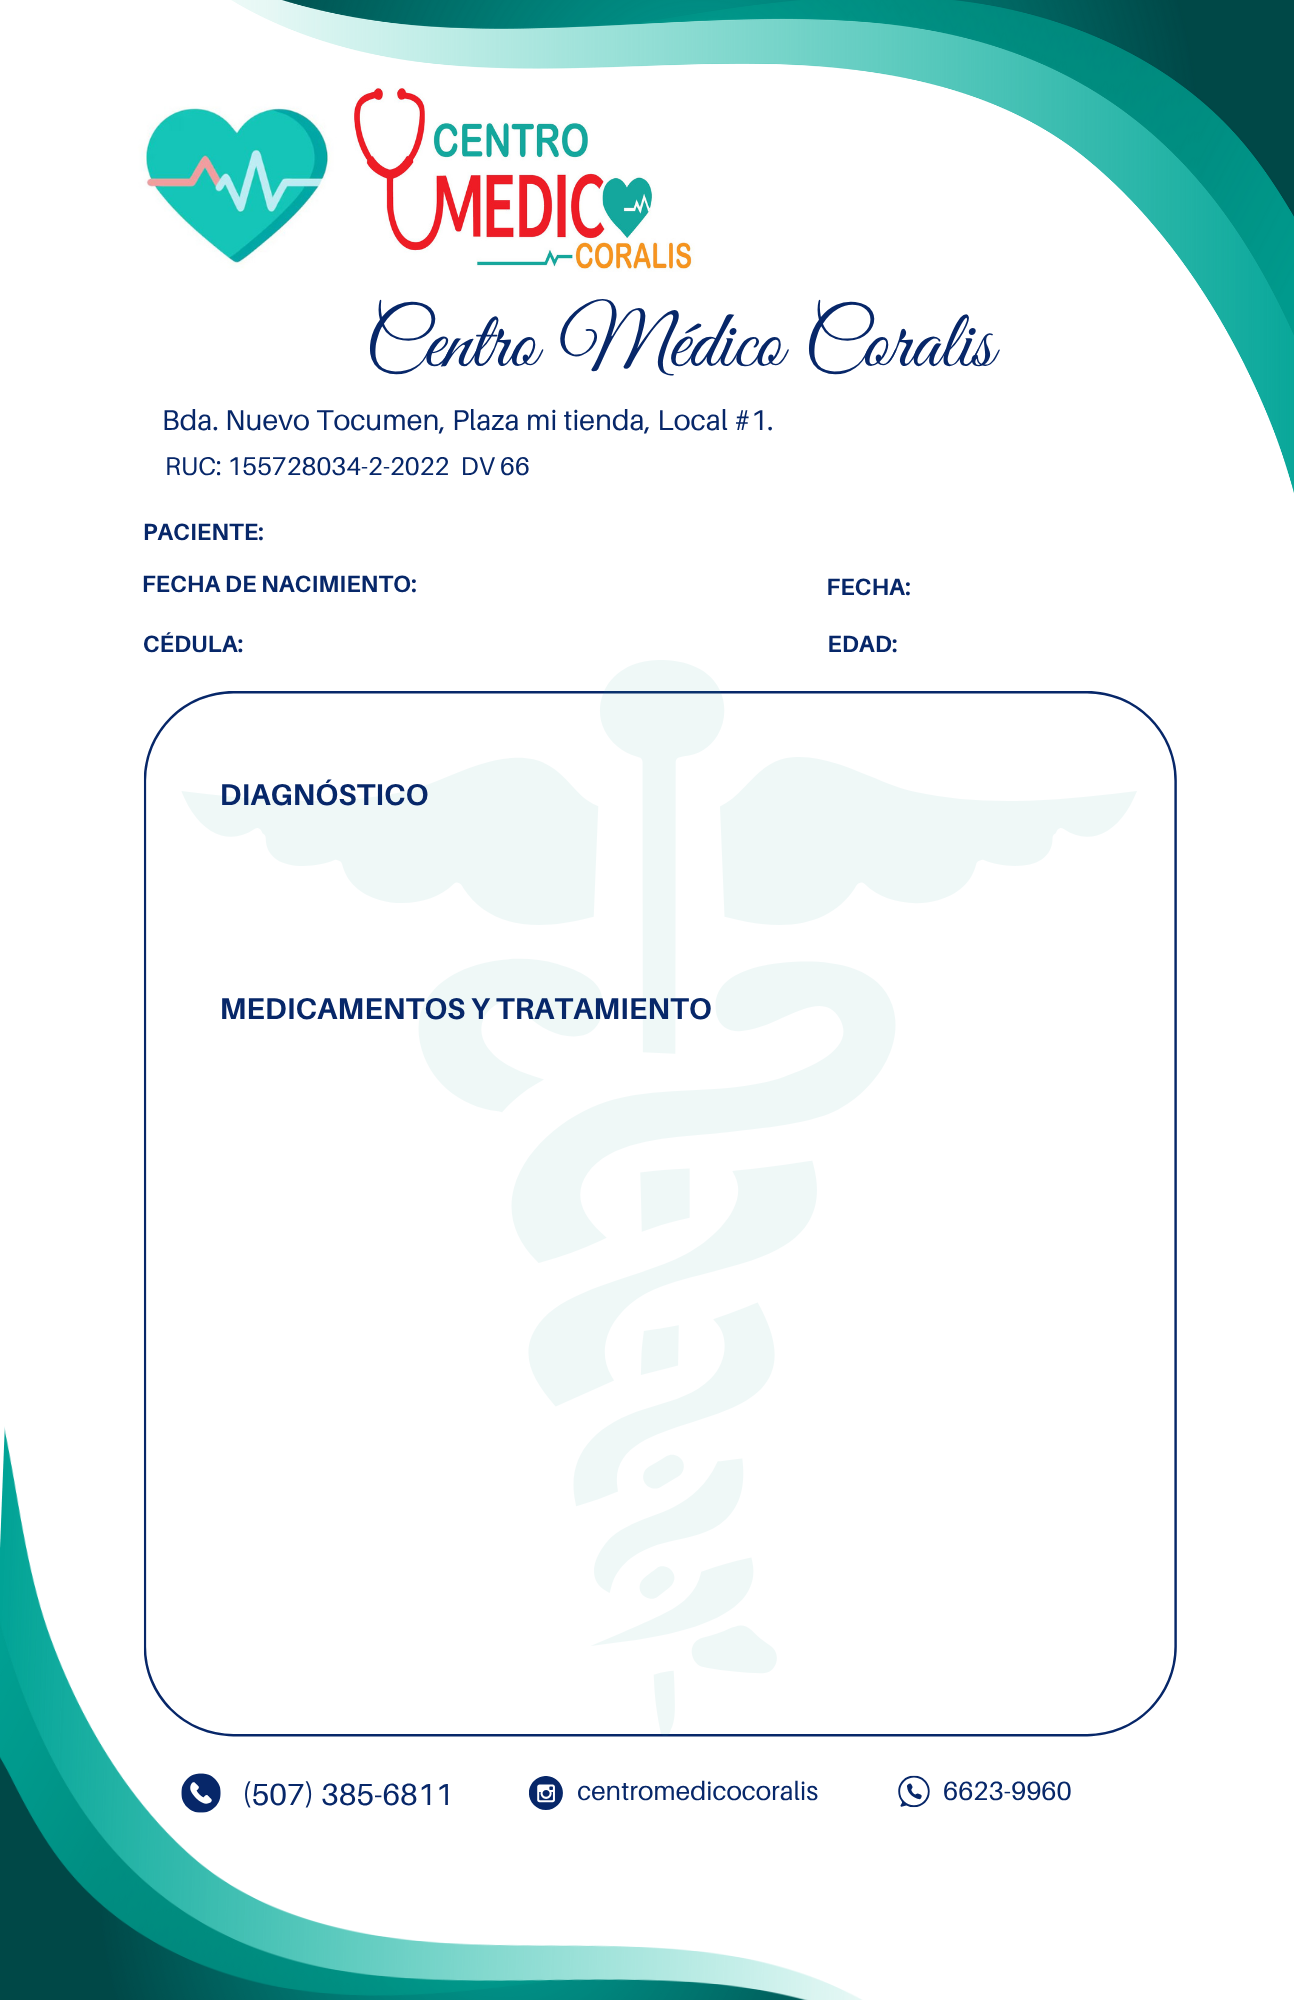 CENTRO
MEDICO
CORALIS
Centro Médico Coralis
Bda. Nuevo Tocumen, Plaza mi tienda, Local #1.
RUC: 155728034-2-2022 DV 66
PACIENTE:
FECHA DE NACIMIENTO:
FECHA:
CÉDULA:
EDAD:
DIAGNÓSTICO
MEDICAMENTOS Y TRATAMIENTO
(507) 385-6811
centromedicocoralis
6623-9960